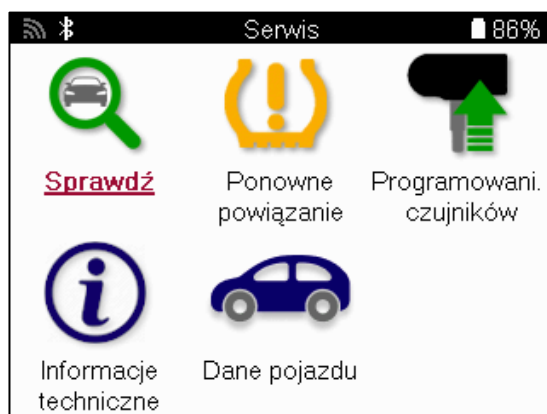 Serwis 86%
Sprawdź
Ponowne
powiązanie
Programowani.
czujników
Informacje
techniczne
Dane pojazdu